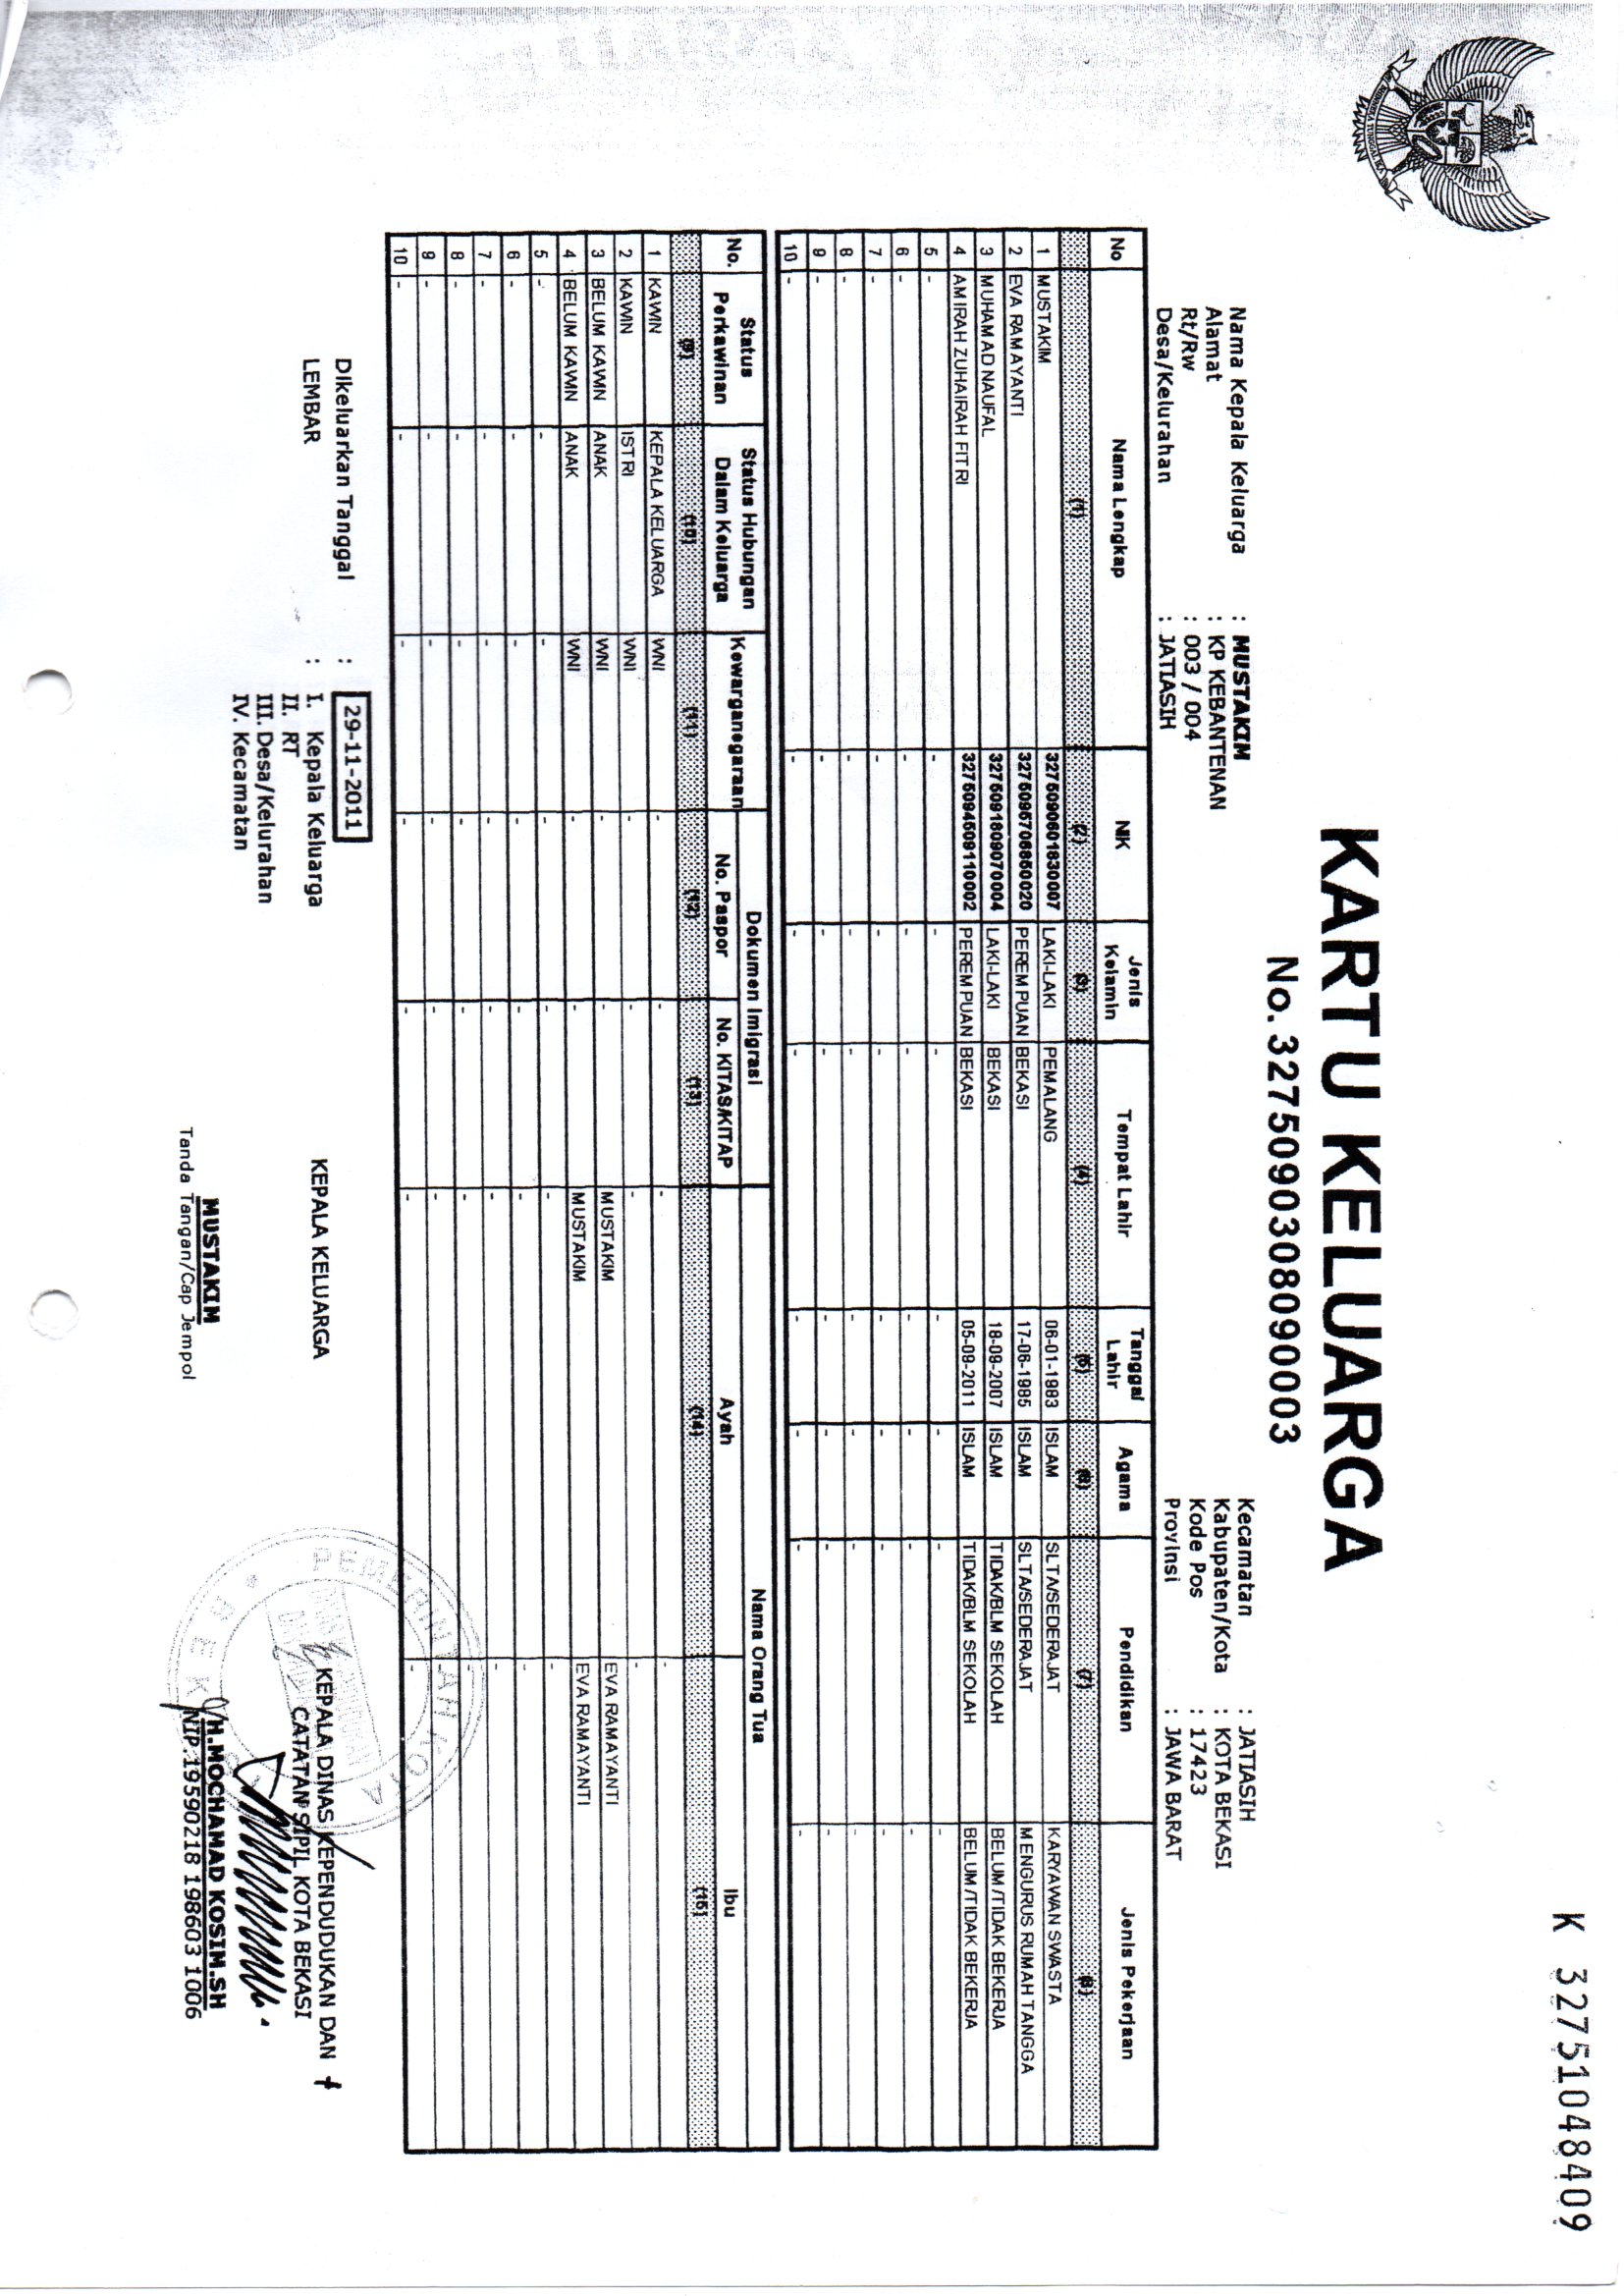 K 32751048409
BHINNEKA TUNGGAL IKA
KARTU KELUARGA
No. 3275090308090003
Nama Kepala Keluarga : MUSTAKIM
Alamat : KP KEBANTENAN
Rt/Rw : 003 / 004
Desa/Kelurahan : JATIASIH
Kecamatan : JATIASIH
Kabupaten/Kota : KOTA BEKASI
Kode Pos : 17423
Provinsi : JAWA BARAT
No Nama Lengkap NIK Jenis Kelamin Tempat Lahir Tanggal Lahir Agama Pendidikan Jenis Pekerjaan
(1) (2) (3) (4) (5) (6) (7) (8)
1 MUSTAKIM 3275090601830007 LAKI-LAKI PEMALANG 06-01-1983 ISLAM SLTA/SEDERAJAT KARYAWAN SWASTA
2 EVA RAMAYANTI 3275095706850020 PEREMPUAN BEKASI 17-06-1985 ISLAM SLTA/SEDERAJAT MENGURUS RUMAH TANGGA
3 MUHAMAD NAUFAL 3275091809070004 LAKI-LAKI BEKASI 18-09-2007 ISLAM TIDAK/BLM SEKOLAH BELUM/TIDAK BEKERJA
4 AMIRAH ZUHAIRAH FITRI 3275094509110002 PEREMPUAN BEKASI 05-09-2011 ISLAM TIDAK/BLM SEKOLAH BELUM/TIDAK BEKERJA
5 - - - - - - - -
6 - - - - - - - -
7 - - - - - - - -
8 - - - - - - - -
9 - - - - - - - -
10 - - - - - - - -
No. Status Perkawinan Status Hubungan Dalam Keluarga Kewarganegaraan Dokumen Imigrasi Nama Orang Tua
No. Paspor No. KITAS/KITAP Ayah Ibu
(9) (10) (11) (12) (13) (14) (15)
1 KAWIN KEPALA KELUARGA WNI - - - -
2 KAWIN ISTRI WNI - - - -
3 BELUM KAWIN ANAK WNI - - MUSTAKIM EVA RAMAYANTI
4 BELUM KAWIN ANAK WNI - - MUSTAKIM EVA RAMAYANTI
5 - - - - - - -
6 - - - - - - -
7 - - - - - - -
8 - - - - - - -
9 - - - - - - -
10 - - - - - - -
Dikeluarkan Tanggal : 29-11-2011
LEMBAR : I. Kepala Keluarga
II. RT
III. Desa/Kelurahan
IV. Kecamatan
KEPALA KELUARGA
MUSTAKIM
Tanda Tangan/Cap Jempol
PEMERINTAH KOTA
KEPALA DINAS KEPENDUDUKAN DAN
CATATAN SIPIL KOTA BEKASI
H.MOCHAMAD KOSIM.SH
NIP.19590218 198603 1006